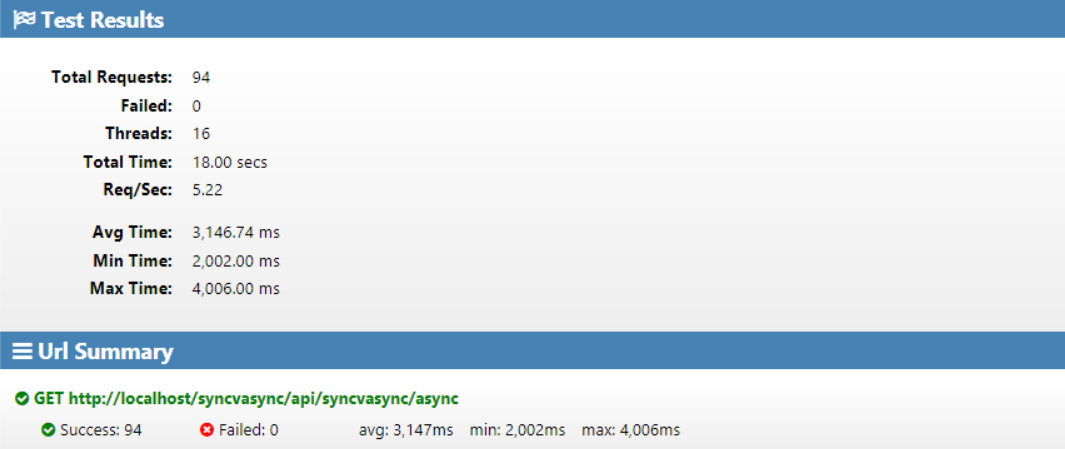 Test Results
Total Requests: 94
Failed: 0
Threads: 16
Total Time: 18.00 secs
Req/Sec: 5.22
Avg Time: 3,146.74 ms
Min Time: 2,002.00 ms
Max Time: 4,006.00 ms
Url Summary
GET http://localhost/syncvasync/api/syncvasync/async
Success: 94 Failed: 0 avg: 3,147ms min: 2,002ms max: 4,006ms